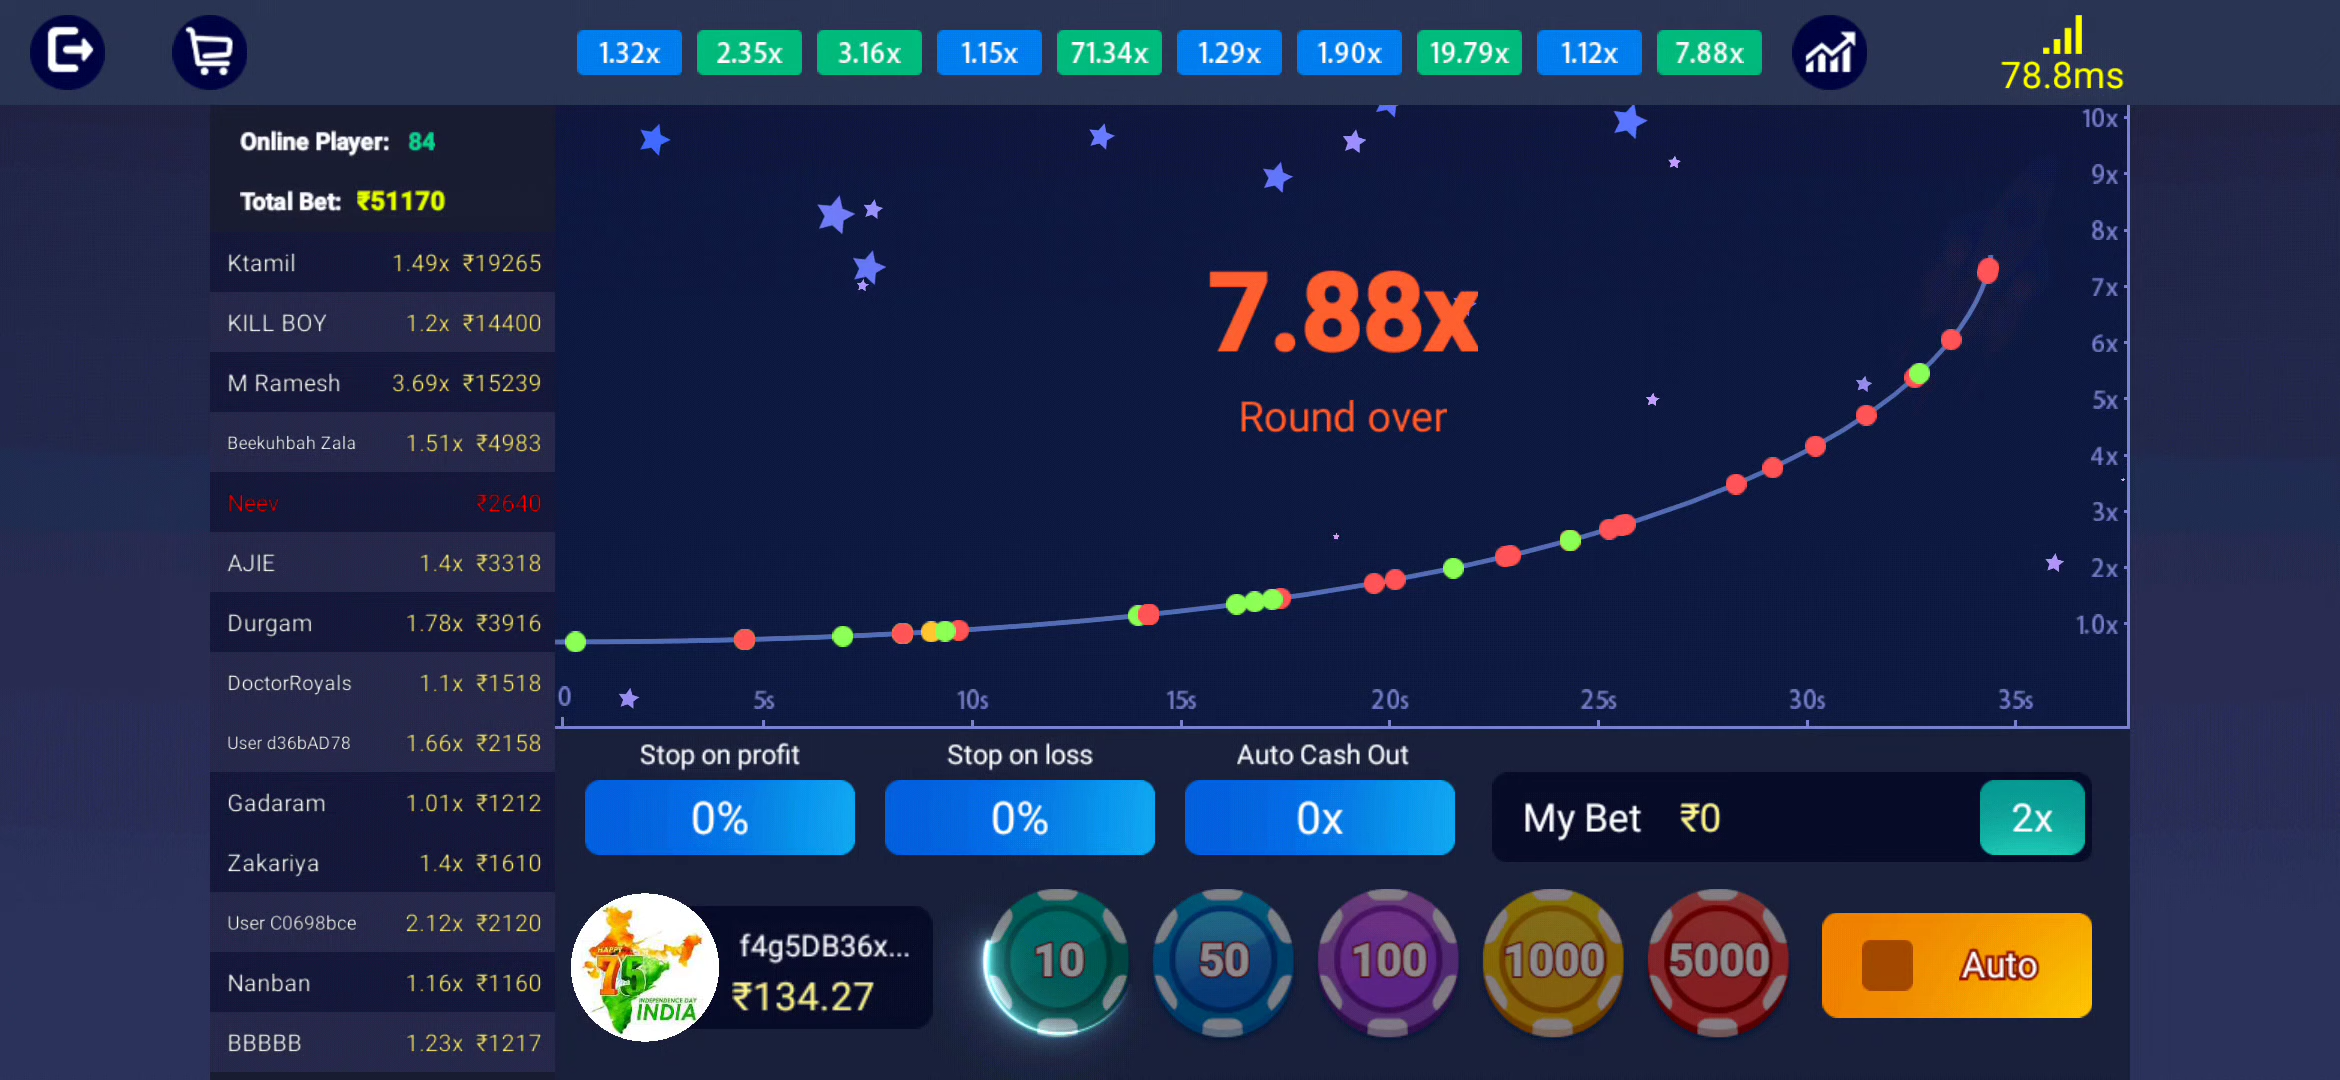 1.32x 2.35x 3.16x 1.15x 71.34x 1.29x 1.90x 19.79x 1.12x 7.88x
78.8ms
Online Player: 84
Total Bet: ₹51170
Ktamil 1.49x ₹19265
KILL BOY 1.2x ₹14400
M Ramesh 3.69x ₹15239
Beekuhbah Zala 1.51x ₹4983
Neev ₹2640
AJIE 1.4x ₹3318
Durgam 1.78x ₹3916
DoctorRoyals 1.1x ₹1518
User d36bAD78 1.66x ₹2158
Gadaram 1.01x ₹1212
Zakariya 1.4x ₹1610
User C0698bce 2.12x ₹2120
Nanban 1.16x ₹1160
BBBBB 1.23x ₹1217
7.88x
Round over
10x
9x
8x
7x
6x
5x
4x
3x
2x
1.0x
0 5s 10s 15s 20s 25s 30s 35s
Stop on profit Stop on loss Auto Cash Out
0% 0% 0x
My Bet ₹0 2x
HAPPY
75
INDEPENDENCE DAY
INDIA
f4g5DB36x...
₹134.27
10 50 100 1000 5000
Auto